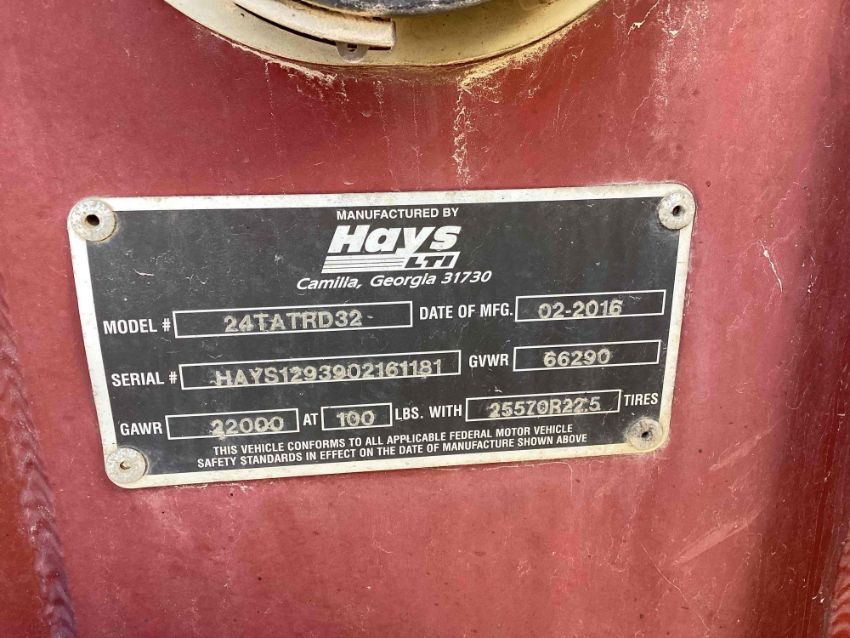 MANUFACTURED BY
Hays
LTI
Camilla, Georgia 31730
MODEL # 24TATRD32 DATE OF MFG. 02-2016
SERIAL # HAYS1293902161181 GVWR 66290
GAWR 22000 AT 100 LBS. WITH 25570R22.5 TIRES
THIS VEHICLE CONFORMS TO ALL APPLICABLE FEDERAL MOTOR VEHICLE
SAFETY STANDARDS IN EFFECT ON THE DATE OF MANUFACTURE SHOWN ABOVE